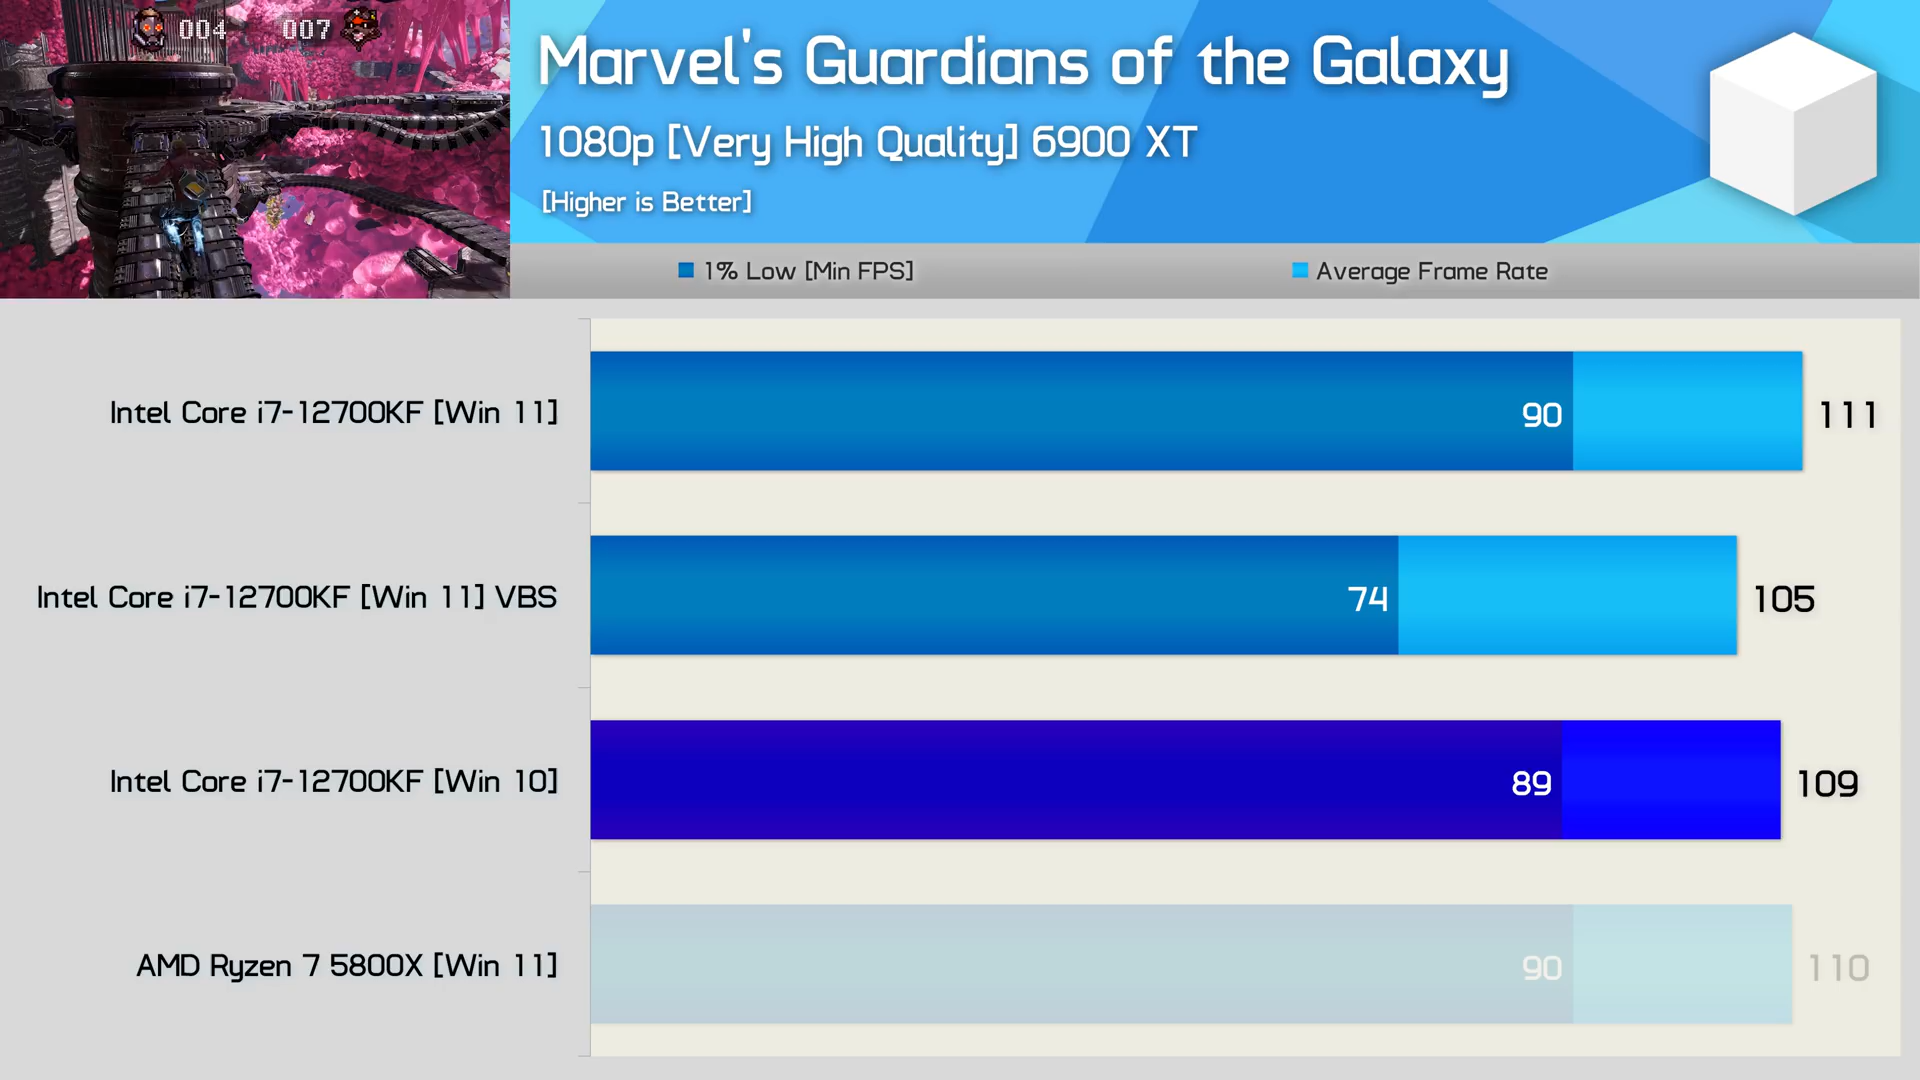 004 007
Marvel's Guardians of the Galaxy
1080p [Very High Quality] 6900 XT
[Higher is Better]
1% Low [Min FPS] Average Frame Rate
Intel Core i7-12700KF [Win 11] 90 111
Intel Core i7-12700KF [Win 11] VBS 74 105
Intel Core i7-12700KF [Win 10] 89 109
AMD Ryzen 7 5800X [Win 11] 90 110